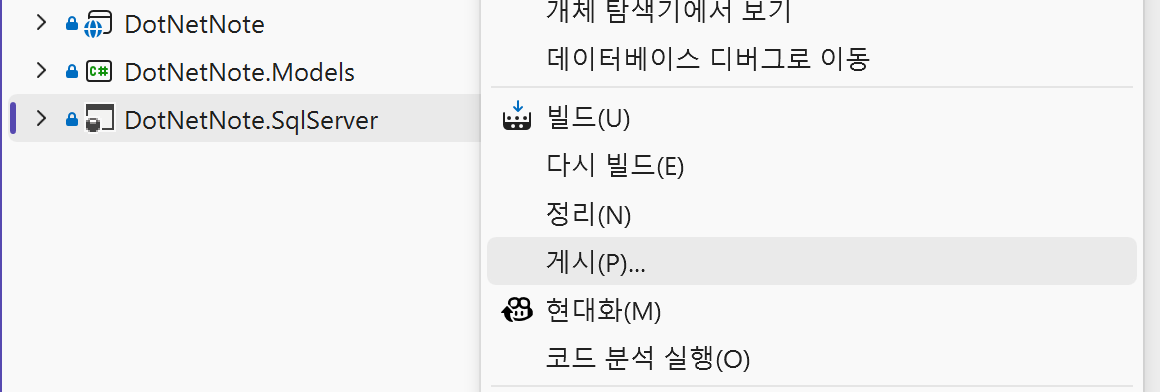 DotNetNote
C# DotNetNote.Models
DotNetNote.SqlServer
개체 탐색기에서 보기
데이터베이스 디버그로 이동
빌드(U)
다시 빌드(E)
정리(N)
게시(P)...
현대화(M)
코드 분석 실행(O)